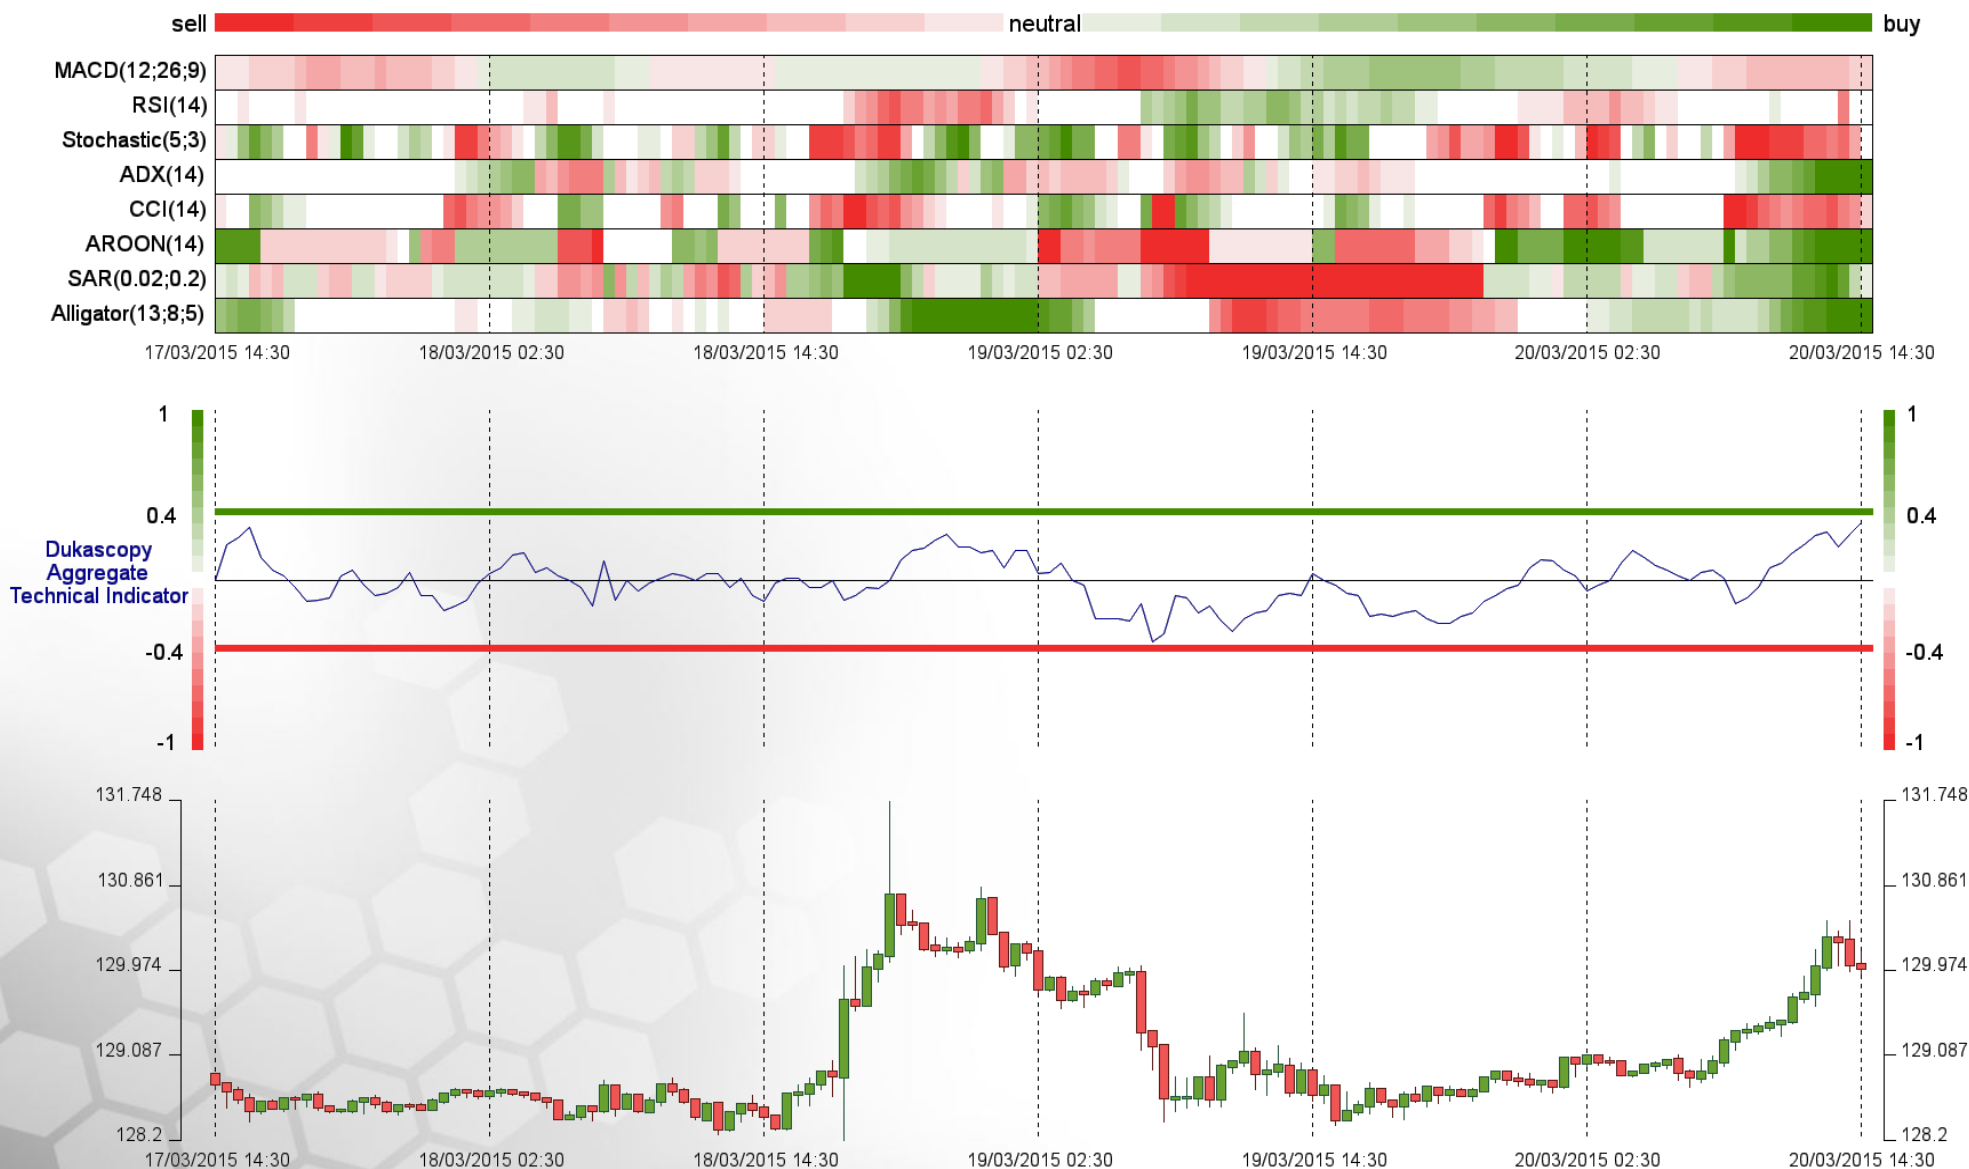 sell neutral buy
MACD(12;26;9)
RSI(14)
Stochastic(5;3)
ADX(14)
CCI(14)
AROON(14)
SAR(0.02;0.2)
Alligator(13;8;5)
17/03/2015 14:30 18/03/2015 02:30 18/03/2015 14:30 19/03/2015 02:30 19/03/2015 14:30 20/03/2015 02:30 20/03/2015 14:30
1 1
0.4 0.4
Dukascopy
Aggregate
Technical Indicator
-0.4 -0.4
-1 -1
131.748 131.748
130.861 130.861
129.974 129.974
129.087 129.087
128.2 128.2
17/03/2015 14:30 18/03/2015 02:30 18/03/2015 14:30 19/03/2015 02:30 19/03/2015 14:30 20/03/2015 02:30 20/03/2015 14:30